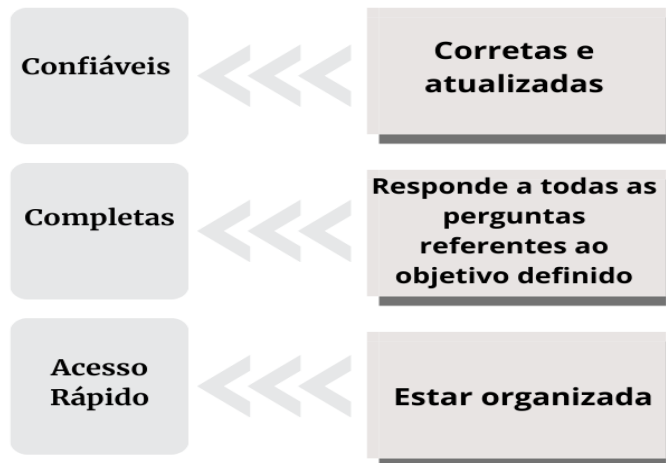 Confiáveis
Corretas e
atualizadas
Completas
Responde a todas as
perguntas
referentes ao
objetivo definido
Acesso
Rápido
Estar organizada